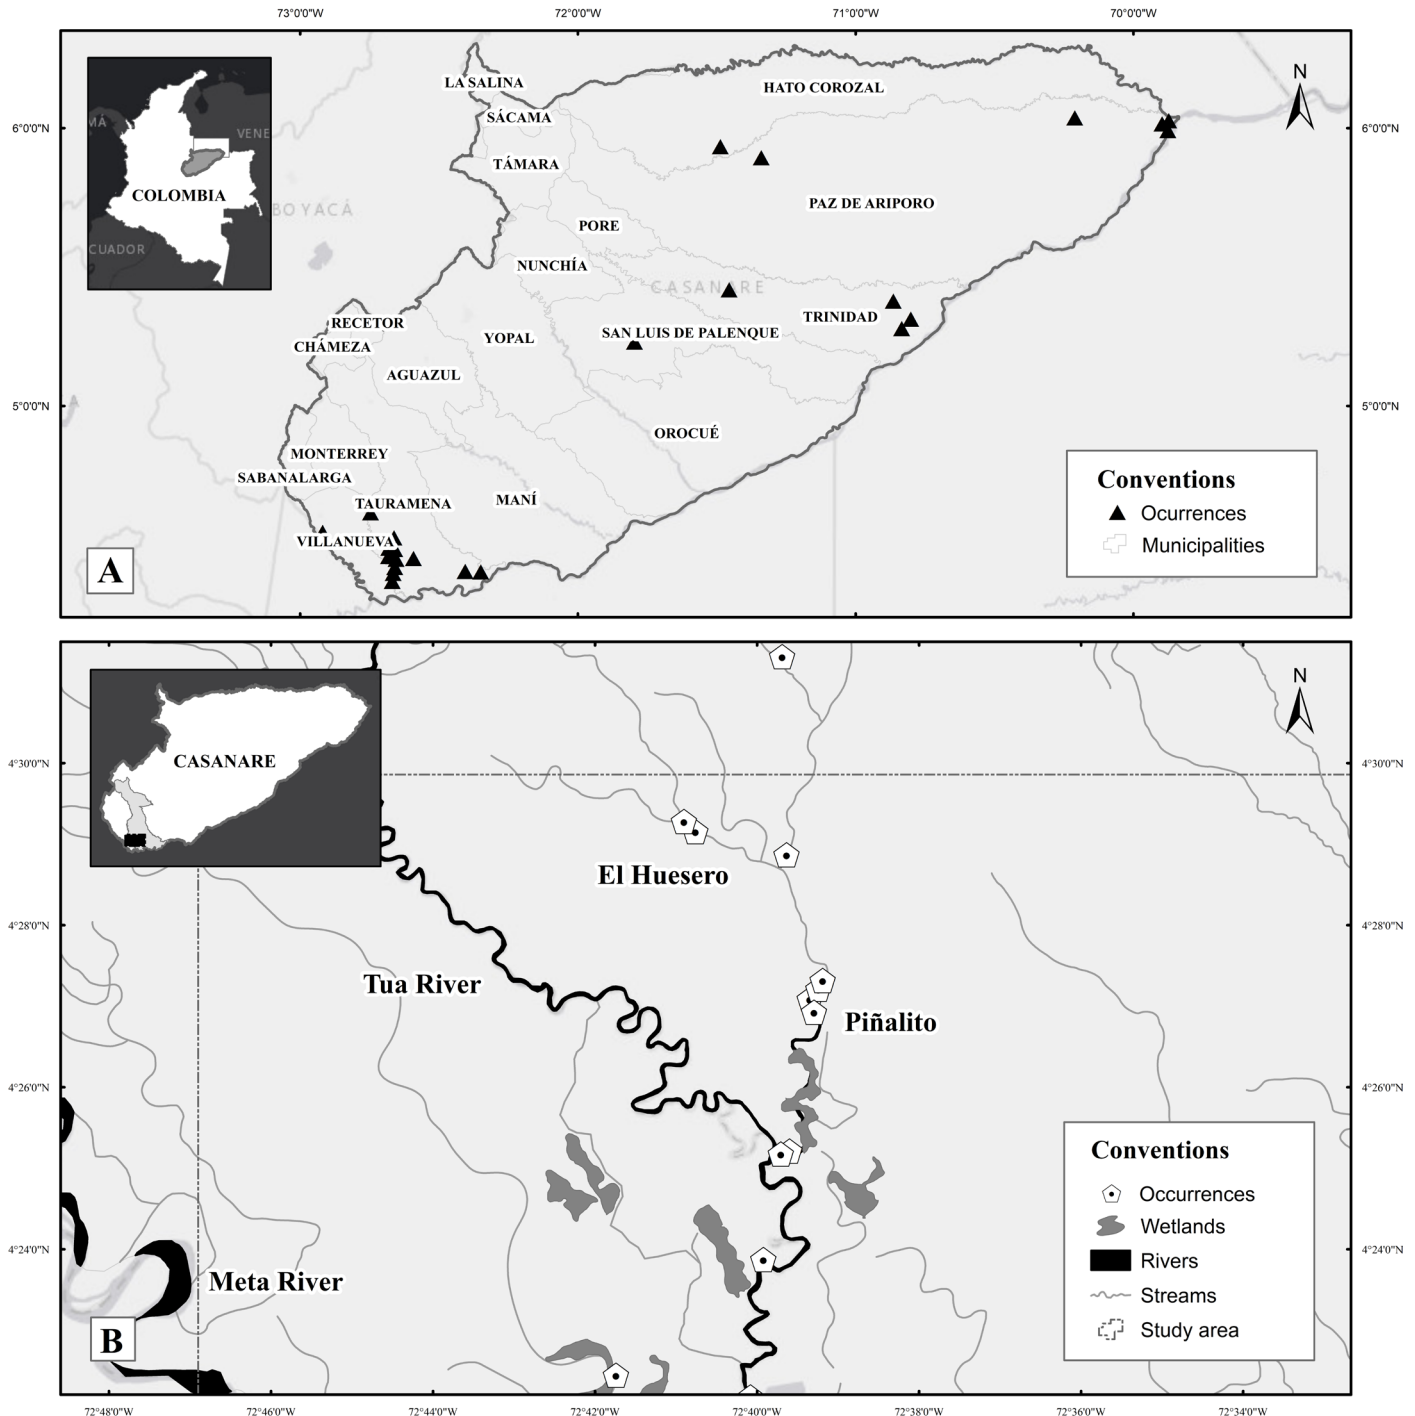 73°0'0"W 72°0'0"W 71°0'0"W 70°0'0"W
LA SALINA
HATO COROZAL
N
SÁCAMA
6°0'0"N
6°0'0"N
MÁ
VENE
TÁMARA
COLOMBIA
PAZ DE ARIPORO
BOYACÁ
PORE
CUADOR
NUNCHÍA
CASANARE
TRINIDAD
RECETOR
SAN LUIS DE PALENQUE
YOPAL
CHÁMEZA
AGUAZUL
5°0'0"N
A
5°0'0"N
OROCUÉ
MONTERREY
SABANALARGA
TAURAMENA
MANÍ
VILLANUEVA
A
Conventions
Ocurrences
Municipalities
N
CASANARE
4°30'0"N
4°30'0"N
El Huesero
4°28'0"N
4°28'0"N
Tua River
Piñalito
4°26'0"N
4°26'0"N
4°24'0"N
4°24'0"N
Meta River
B
Conventions
Occurrences
Wetlands
Rivers
Streams
Study area
72°48'0"W 72°46'0"W 72°44'0"W 72°42'0"W 72°40'0"W 72°38'0"W 72°36'0"W 72°34'0"W